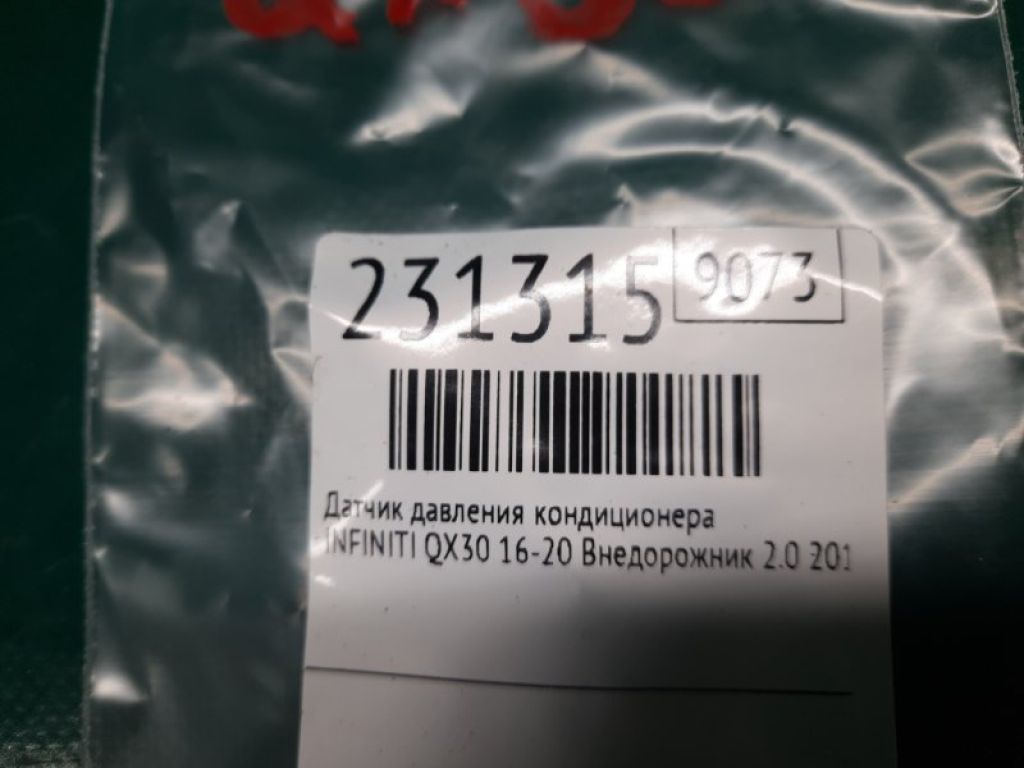 231315 9073
Датчик давления кондиционера
INFINITI QX30 16-20 Внедорожник 2.0 201